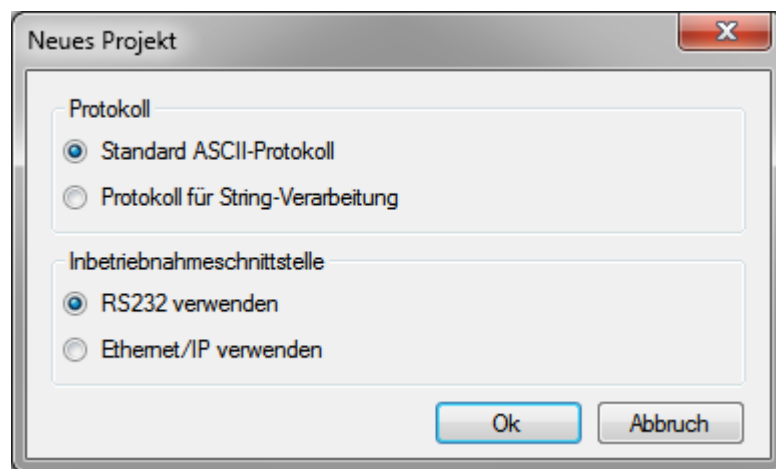 Neues Projekt
Protokoll
Standard ASCII-Protokoll
Protokoll für String-Verarbeitung
Inbetriebnahmeschnittstelle
RS232 verwenden
Ethernet/IP verwenden
Ok Abbruch